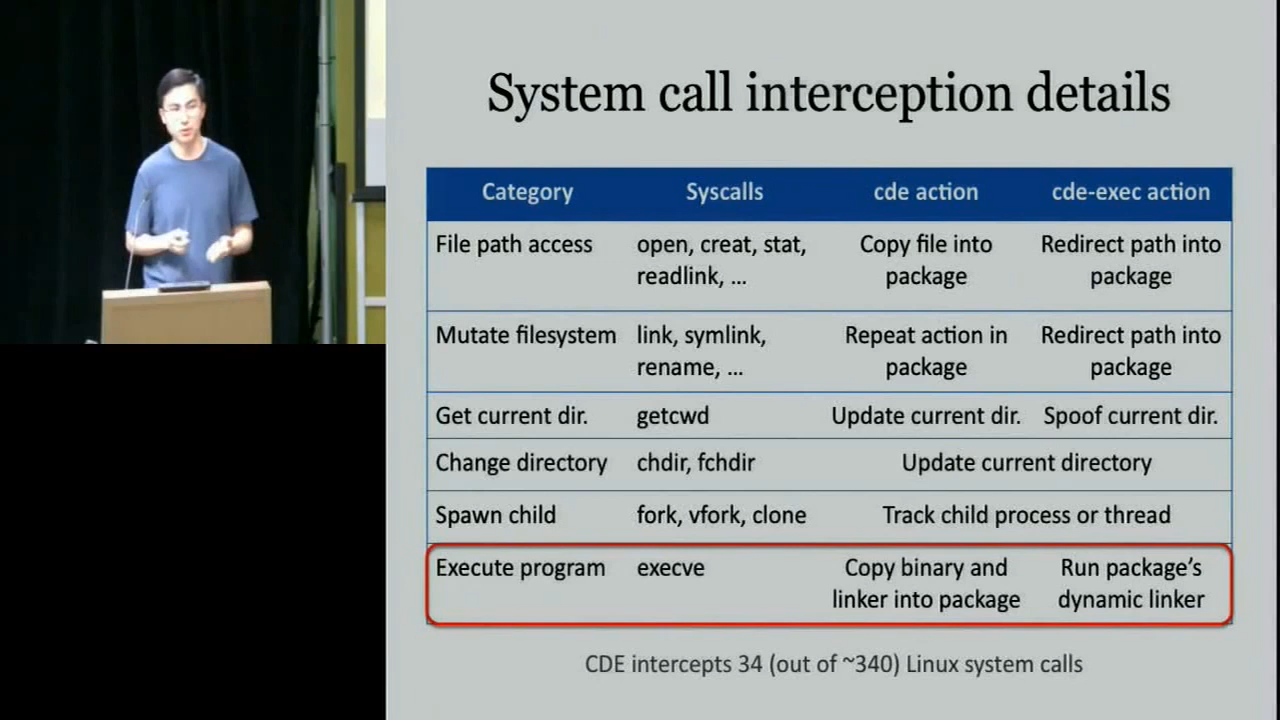 System call interception details
Category Syscalls cde action cde-exec action
File path access open, creat, stat, Copy file into Redirect path into
readlink, ... package package
Mutate filesystem link, symlink, Repeat action in Redirect path into
rename, ... package package
Get current dir. getcwd Update current dir. Spoof current dir.
Change directory chdir, fchdir Update current directory
Spawn child fork, vfork, clone Track child process or thread
Execute program execve Copy binary and Run package's
linker into package dynamic linker
CDE intercepts 34 (out of ~340) Linux system calls